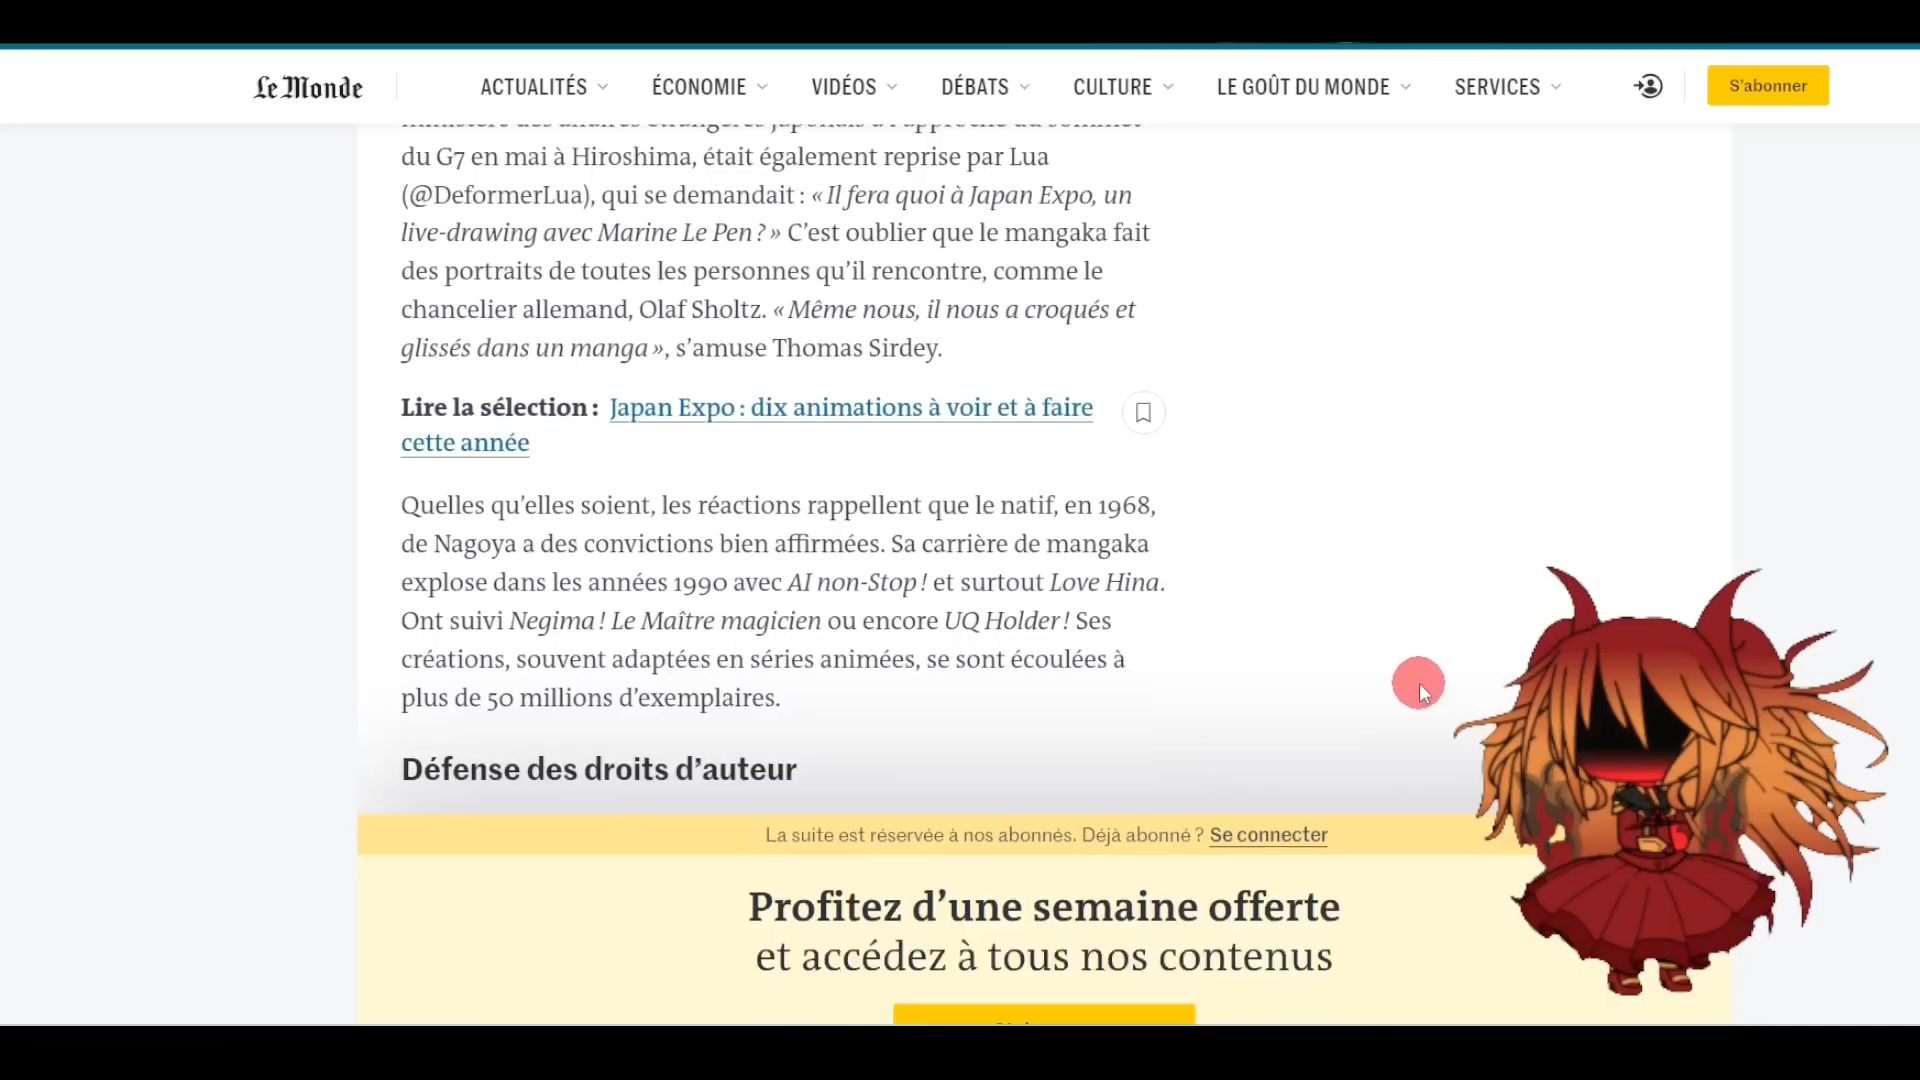 Le Monde
ACTUALITÉS
ÉCONOMIE
VIDÉOS
DÉBATS
CULTURE
LE GOÛT DU MONDE
SERVICES
S'abonner
ministère des affaires étrangères japonais à l'approche du sommet
du G7 en mai à Hiroshima, était également reprise par Lua
(@DeformerLua), qui se demandait : « Il fera quoi à Japan Expo, un
live-drawing avec Marine Le Pen ? » C’est oublier que le mangaka fait
des portraits de toutes les personnes qu’il rencontre, comme le
chancelier allemand, Olaf Sholtz. « Même nous, il nous a croqués et
glissés dans un manga », s’amuse Thomas Sirdey.
Lire la sélection : Japan Expo : dix animations à voir et à faire
cette année
Quelles qu’elles soient, les réactions rappellent que le natif, en 1968,
de Nagoya a des convictions bien affirmées. Sa carrière de mangaka
explose dans les années 1990 avec AI non-Stop ! et surtout Love Hina.
Ont suivi Negima ! Le Maître magicien ou encore UQ Holder ! Ses
créations, souvent adaptées en séries animées, se sont écoulées à
plus de 50 millions d’exemplaires.
Défense des droits d’auteur
La suite est réservée à nos abonnés. Déjà abonné ? Se connecter
Profitez d’une semaine offerte
et accédez à tous nos contenus